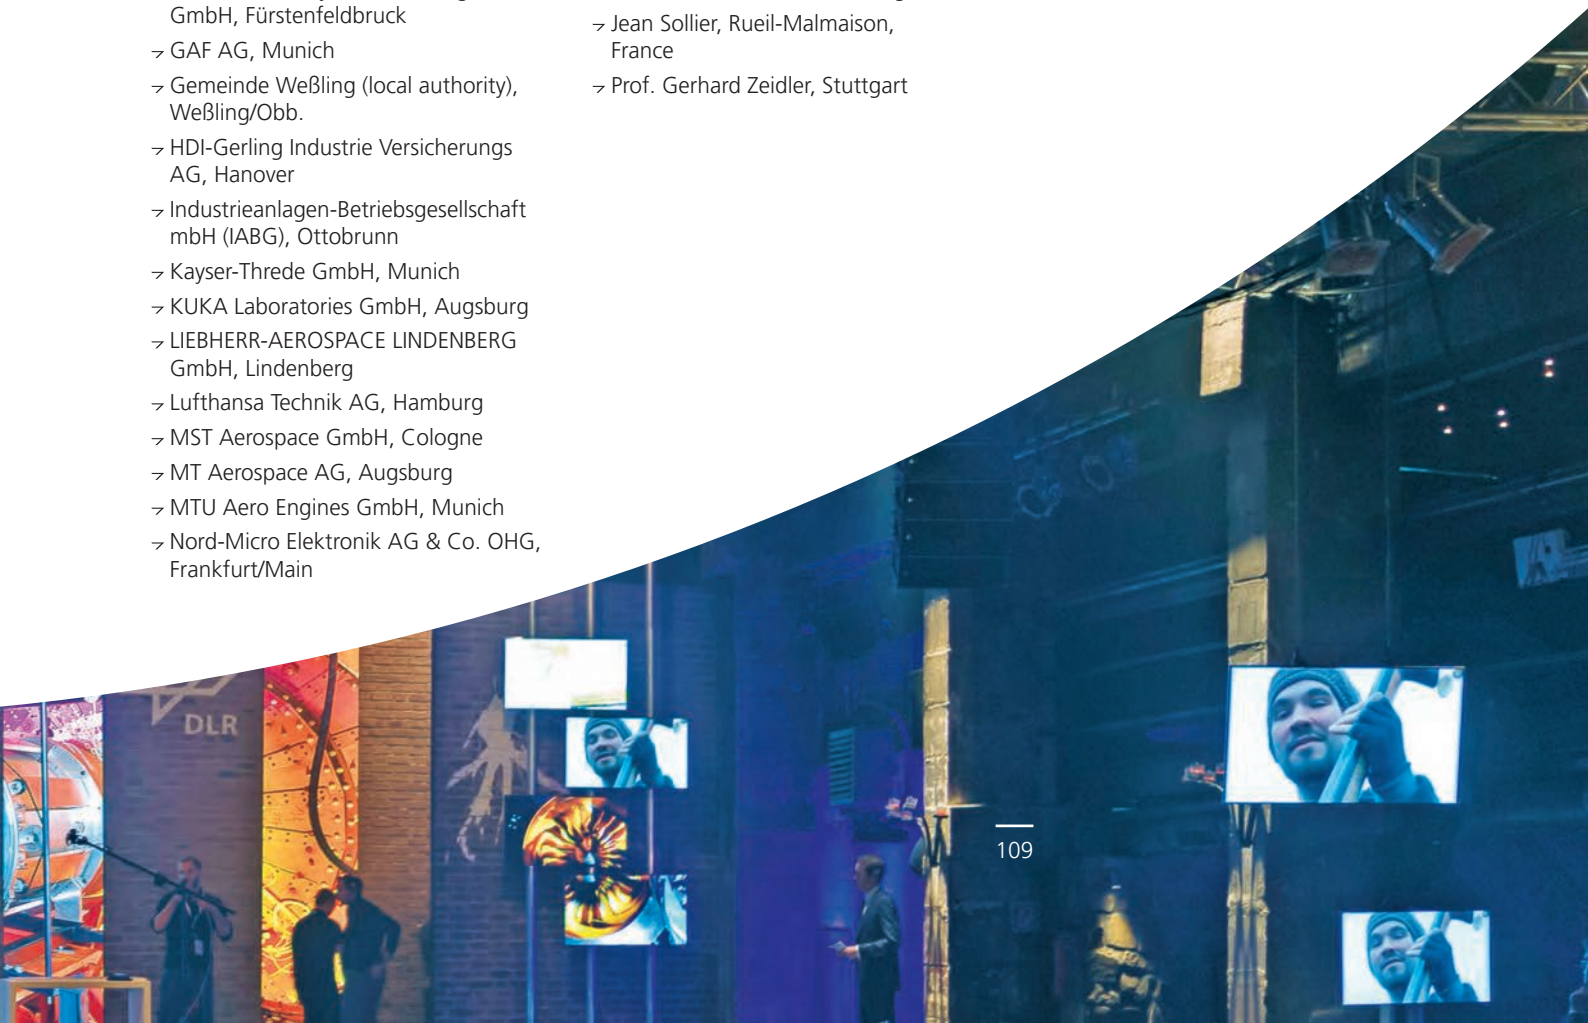 GmbH, Fürstenfeldbruck
→ GAF AG, Munich
→ Gemeinde Weßling (local authority),
Weßling/Obb.
→ HDI-Gerling Industrie Versicherungs
AG, Hanover
→ Industrieanlagen-Betriebsgesellschaft
mbH (IABG), Ottobrunn
→ Kayser-Threde GmbH, Munich
→ KUKA Laboratories GmbH, Augsburg
→ LIEBHERR-AEROSPACE LINDENBERG
GmbH, Lindenberg
→ Lufthansa Technik AG, Hamburg
→ MST Aerospace GmbH, Cologne
→ MT Aerospace AG, Augsburg
→ MTU Aero Engines GmbH, Munich
→ Nord-Micro Elektronik AG & Co. OHG,
Frankfurt/Main
→ Jean Sollier, Rueil-Malmaison,
France
→ Prof. Gerhard Zeidler, Stuttgart
DLR
109